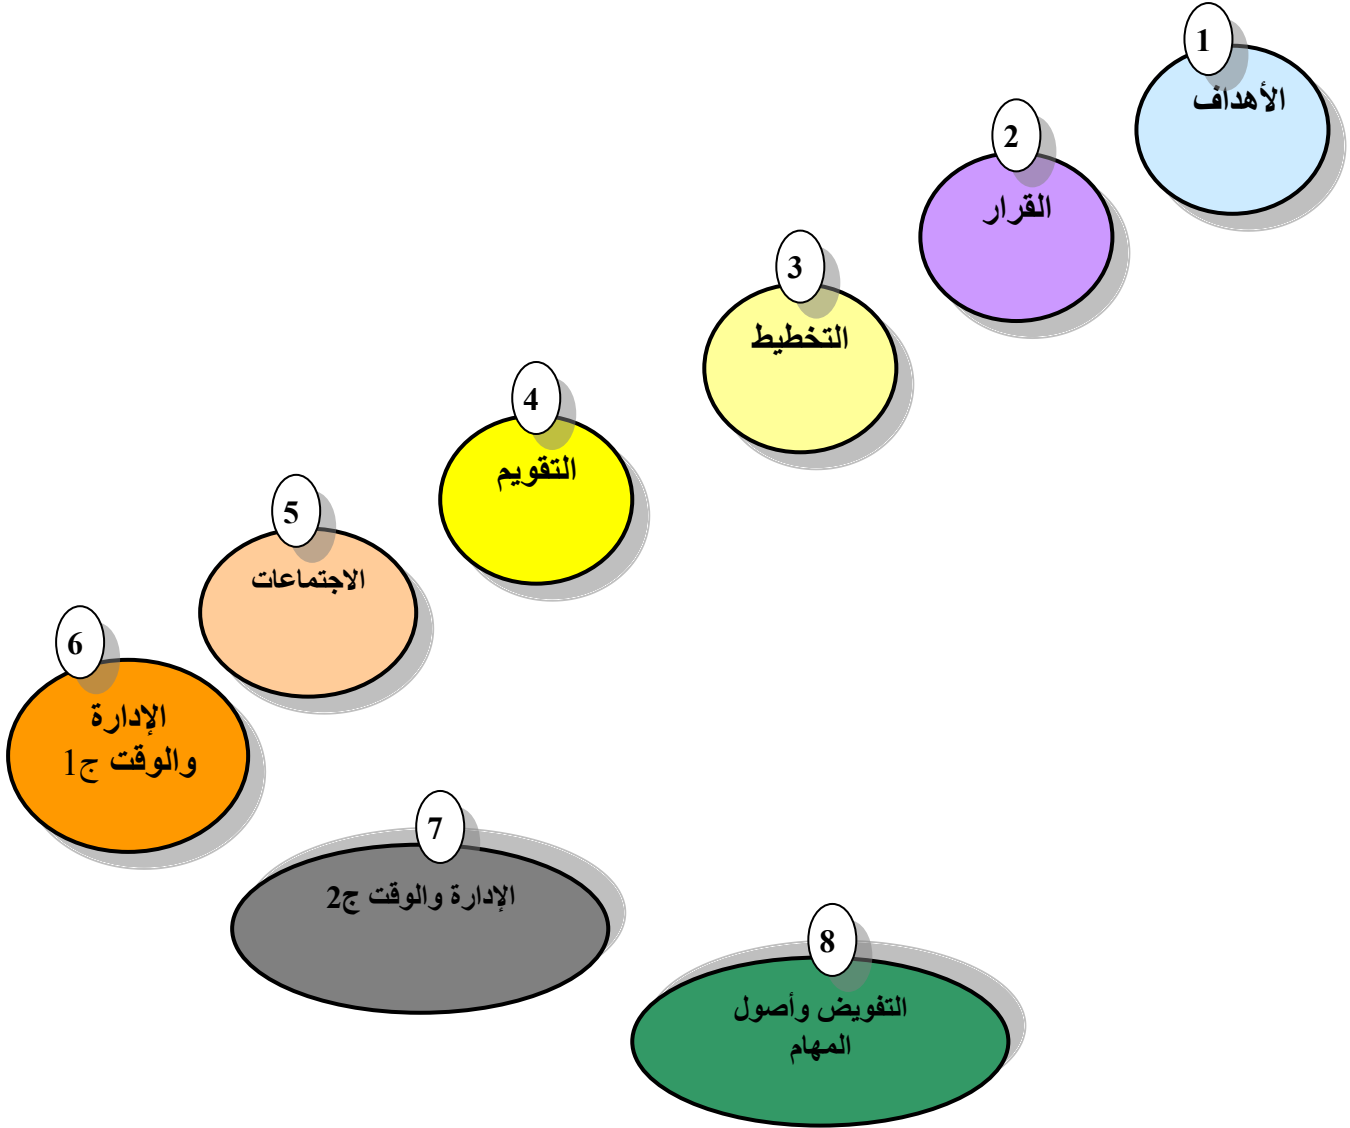 1
الأهداف
2
القرار
3
التخطيط
4
التقويم
5
الاجتماعات
6
الإدارة
والوقت ج1
7
الإدارة والوقت ج2
8
التفويض وأصول
المهام